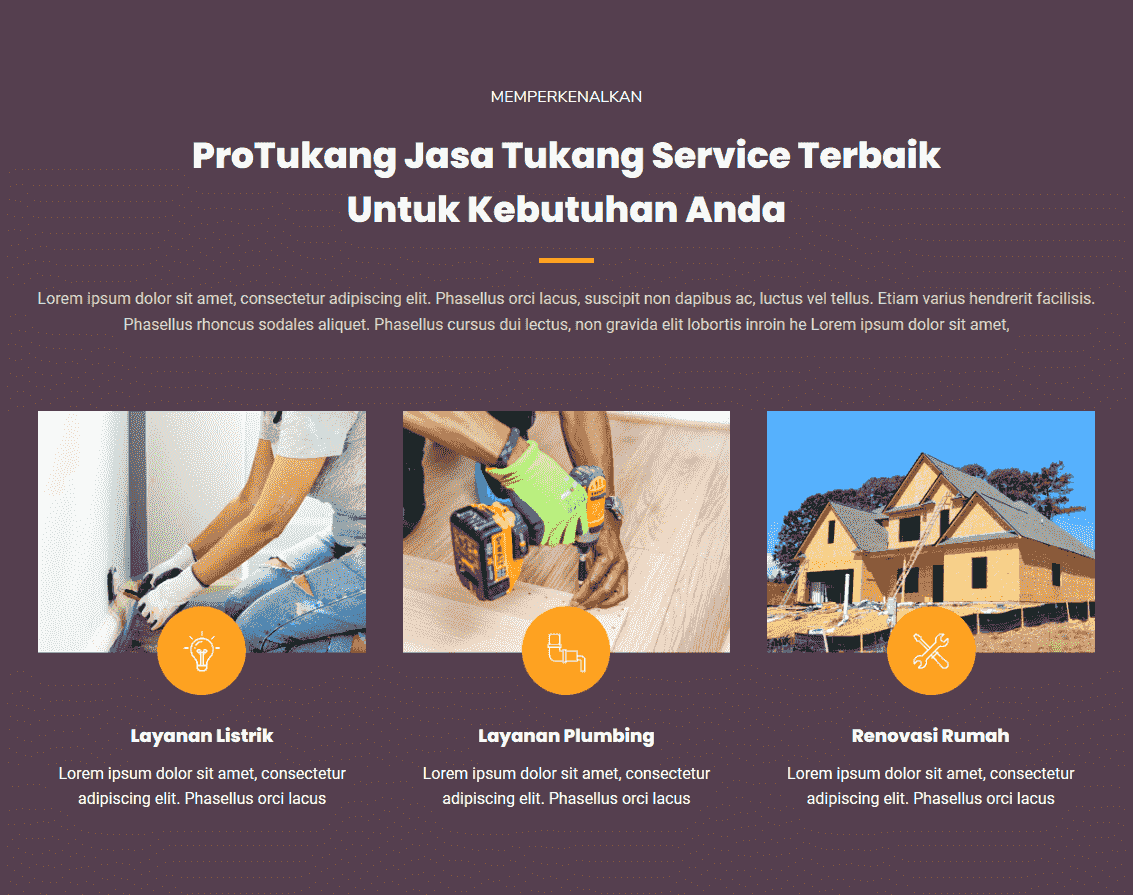 MEMPERKENALKAN
ProTukang Jasa Tukang Service Terbaik
Untuk Kebutuhan Anda
Lorem ipsum dolor sit amet, consectetur adipiscing elit. Phasellus orci lacus, suscipit non dapibus ac, luctus vel tellus. Etiam varius hendrerit facilisis.
Phasellus rhoncus sodales aliquet. Phasellus cursus dui lectus, non gravida elit lobortis inroin he Lorem ipsum dolor sit amet,
Layanan Listrik
Lorem ipsum dolor sit amet, consectetur
adipiscing elit. Phasellus orci lacus
Layanan Plumbing
Lorem ipsum dolor sit amet, consectetur
adipiscing elit. Phasellus orci lacus
Renovasi Rumah
Lorem ipsum dolor sit amet, consectetur
adipiscing elit. Phasellus orci lacus